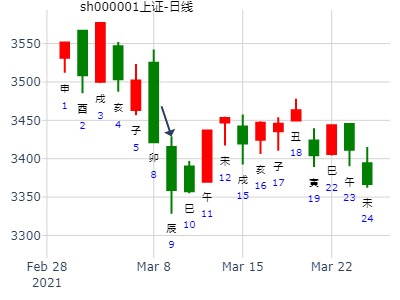 sh000001上证-日线
3550
3500
3450
3400
3350
3300
申
1
酉
2
戌
3
亥
4
子
5
卯
8
辰
9
巳
10
午
11
未
12
戌
15
亥
16
子
17
丑
18
寅
19
巳
22
午
23
未
24
Feb 28
2021
Mar 8
Mar 15
Mar 22